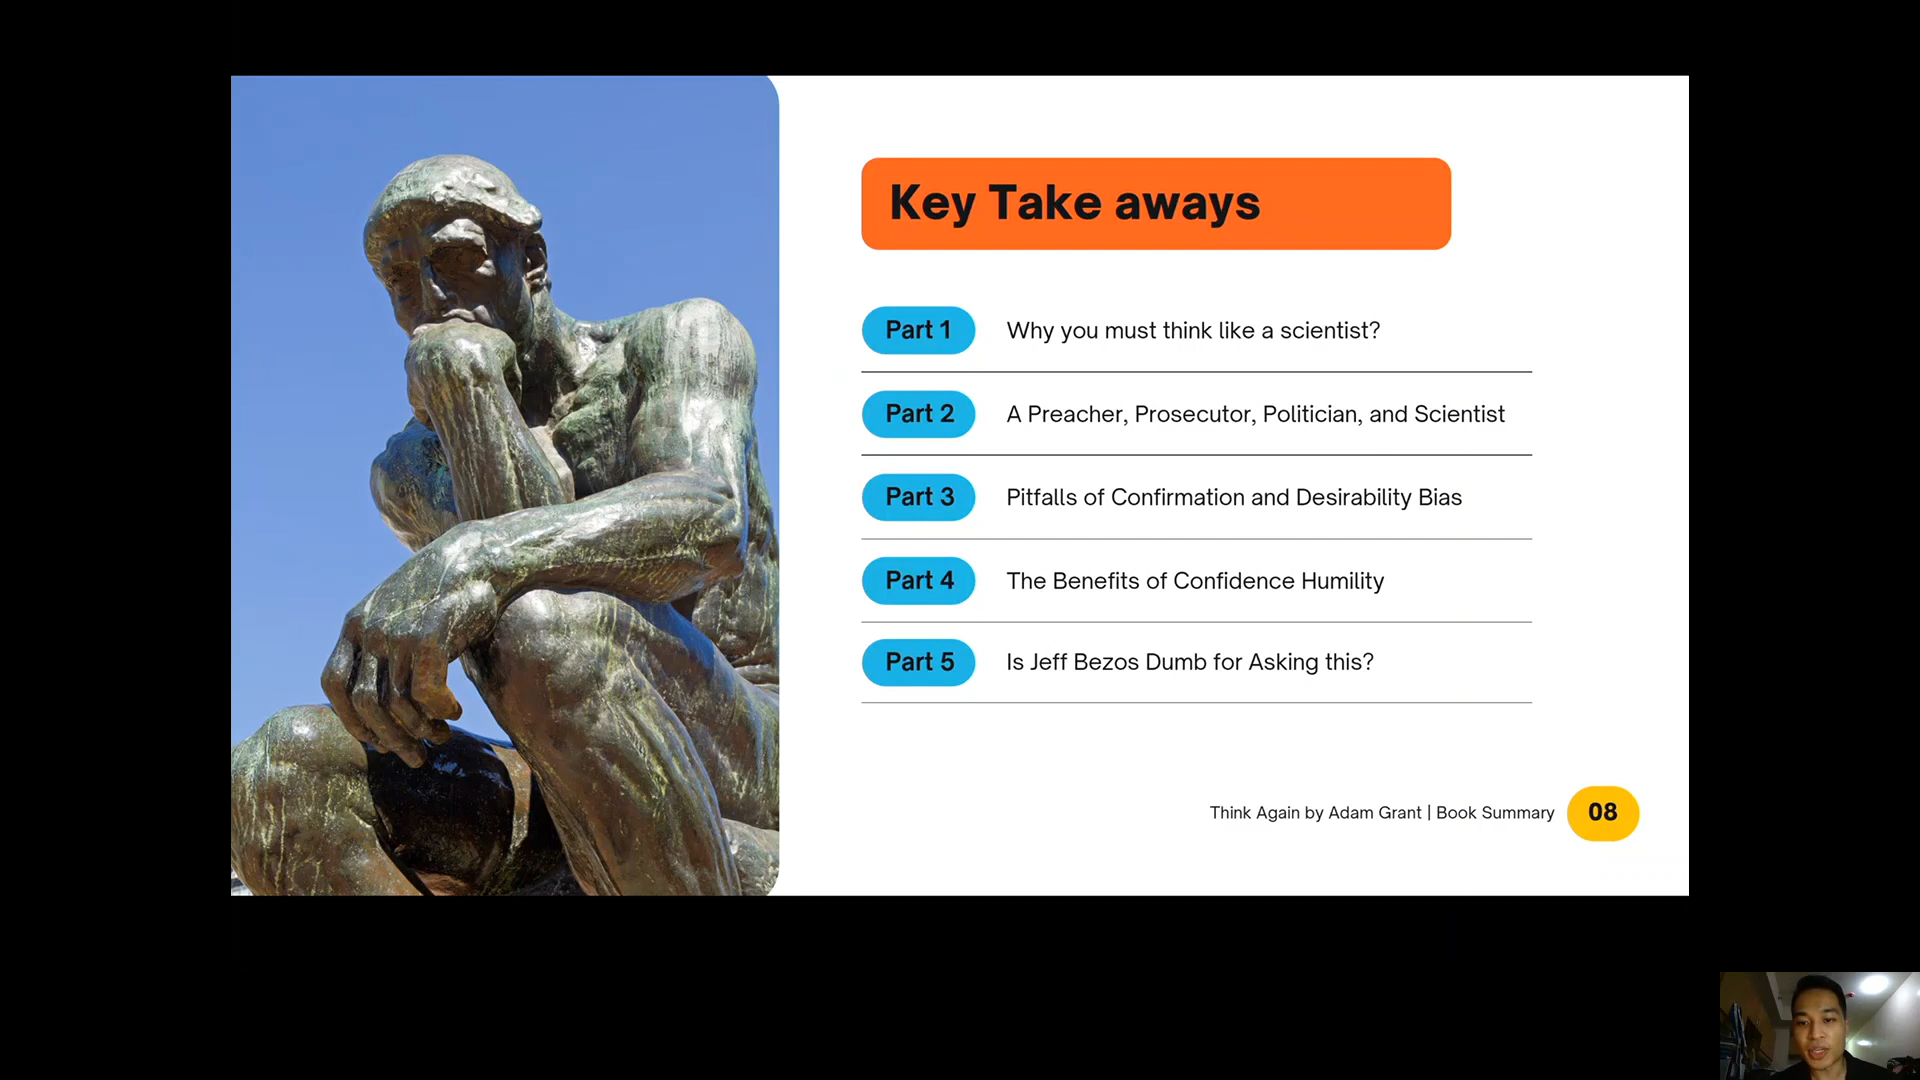 Key Take aways
Part 1 Why you must think like a scientist?
Part 2 A Preacher, Prosecutor, Politician, and Scientist
Part 3 Pitfalls of Confirmation and Desirability Bias
Part 4 The Benefits of Confidence Humility
Part 5 Is Jeff Bezos Dumb for Asking this?
Think Again by Adam Grant | Book Summary 08